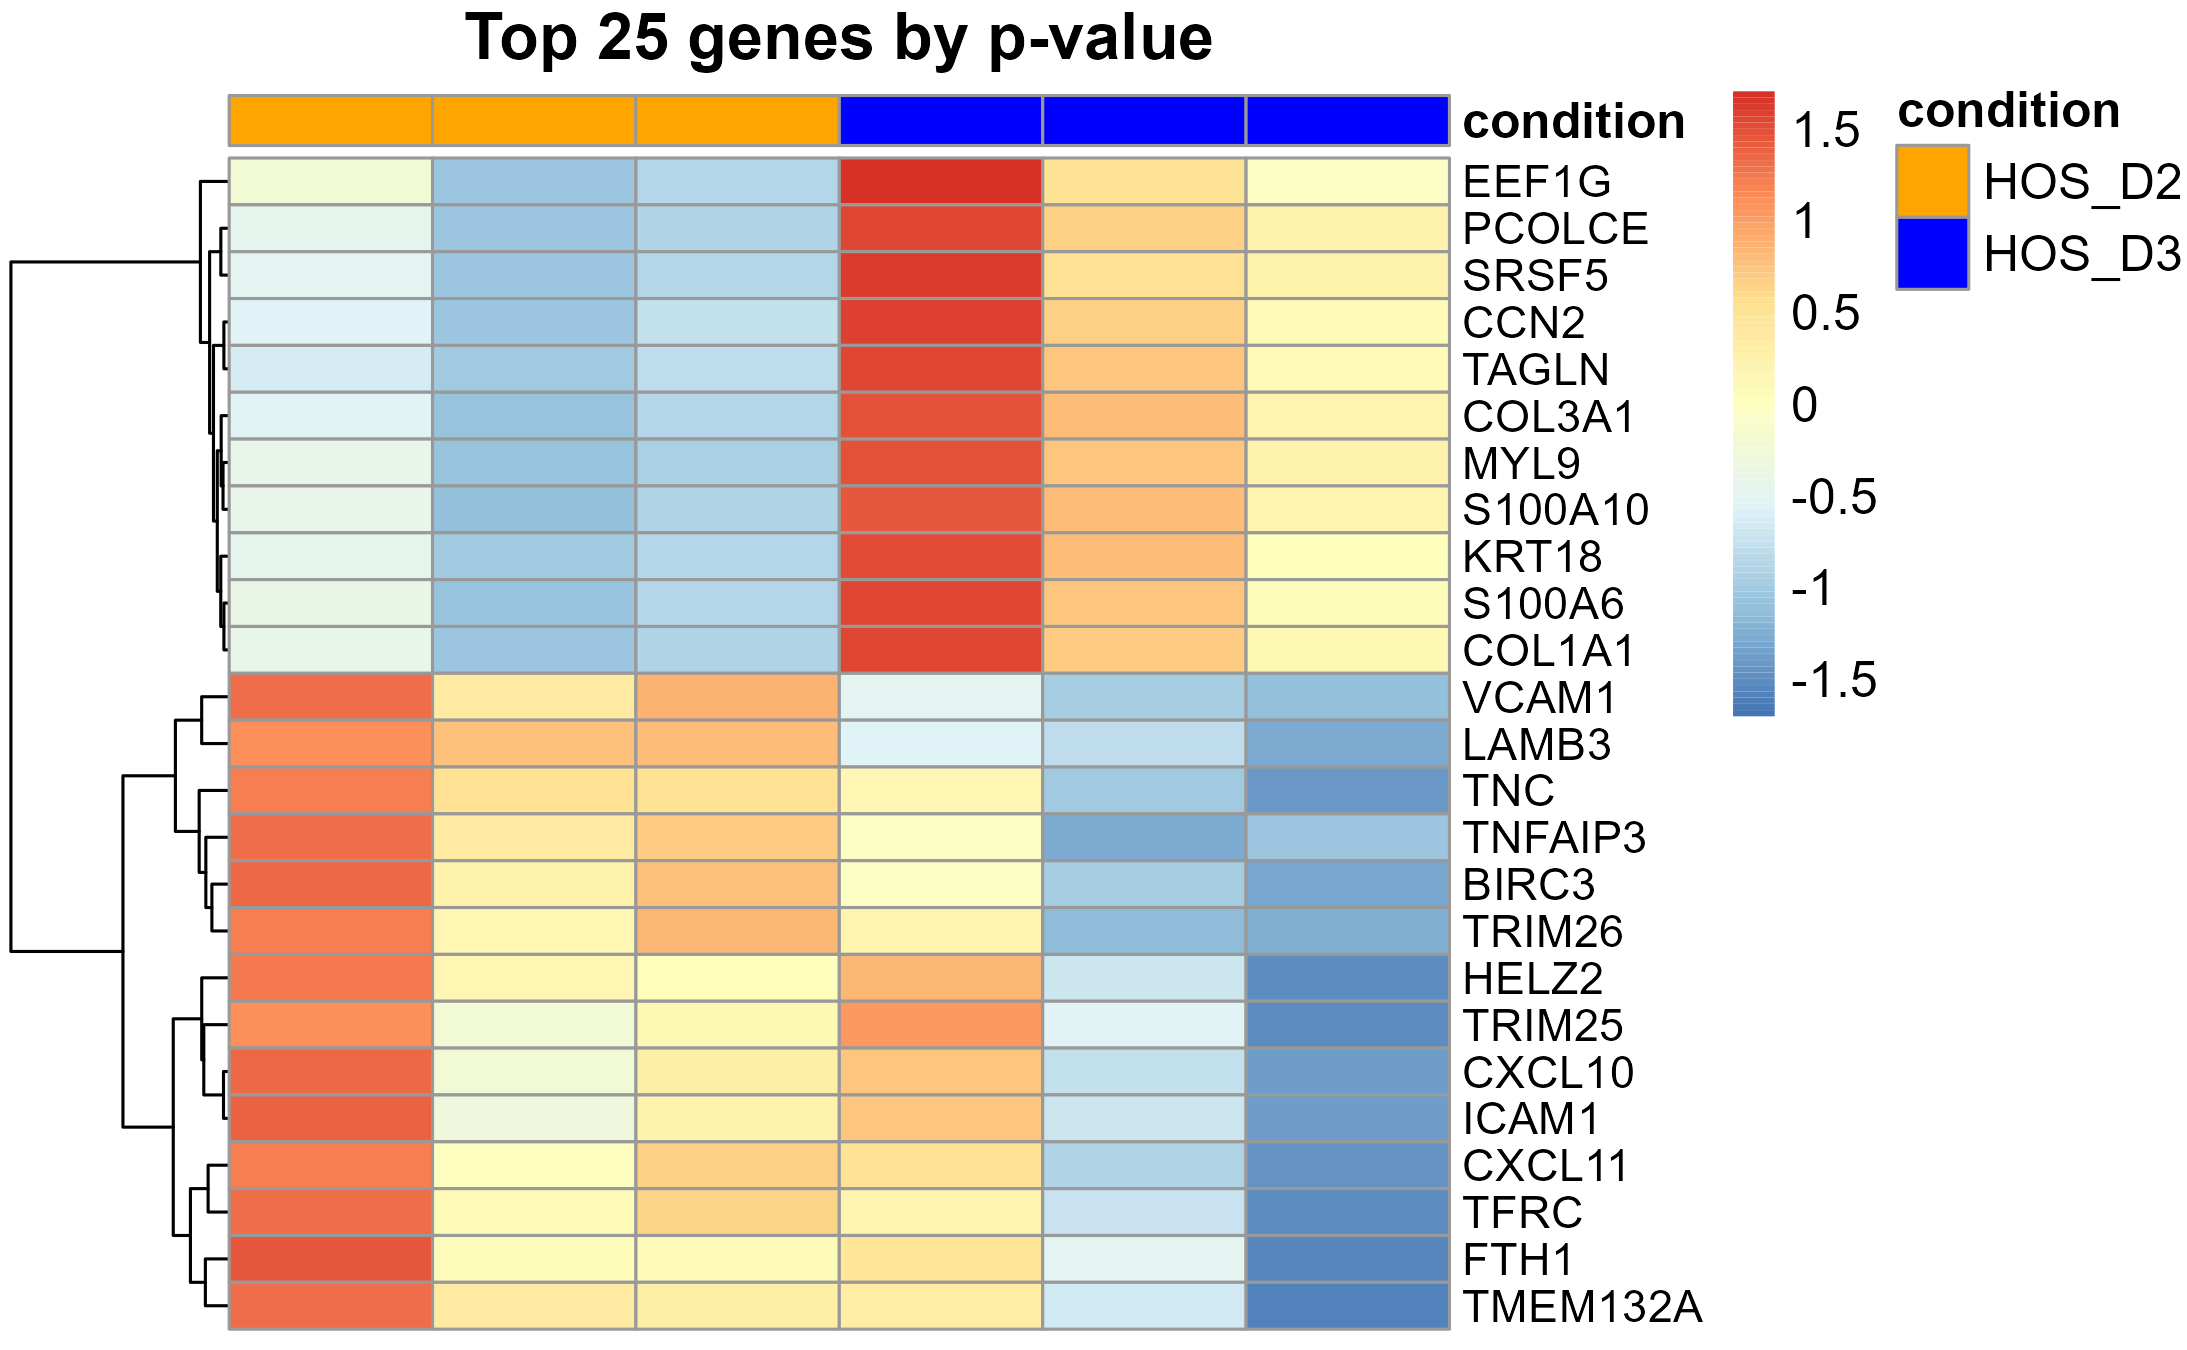 Top 25 genes by p-value
condition
EEF1G
PCOLCE
SRSF5
CCN2
TAGLN
COL3A1
MYL9
S100A10
KRT18
S100A6
COL1A1
VCAM1
LAMB3
TNC
TNFAIP3
BIRC3
TRIM26
HELZ2
TRIM25
CXCL10
ICAM1
CXCL11
TFRC
FTH1
TMEM132A
1.5
1
0.5
0
-0.5
-1
-1.5
condition
HOS_D2
HOS_D3